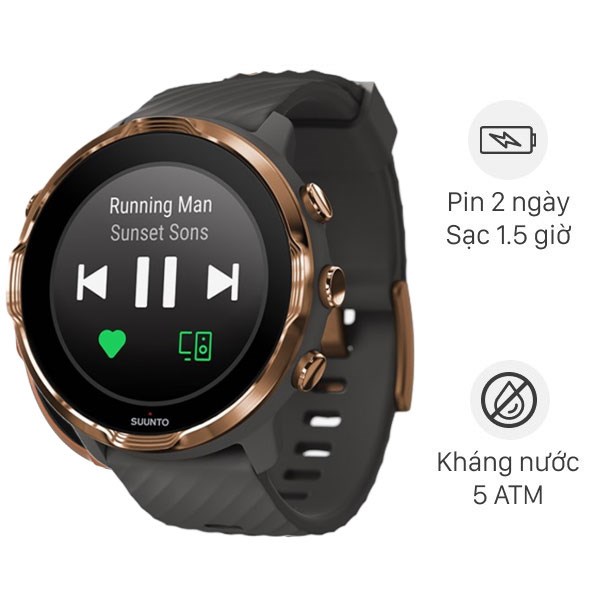 Running Man
Sunset Sons
SUUNTO
Pin 2 ngày
Sạc 1.5 giờ
Kháng nước
5 ATM